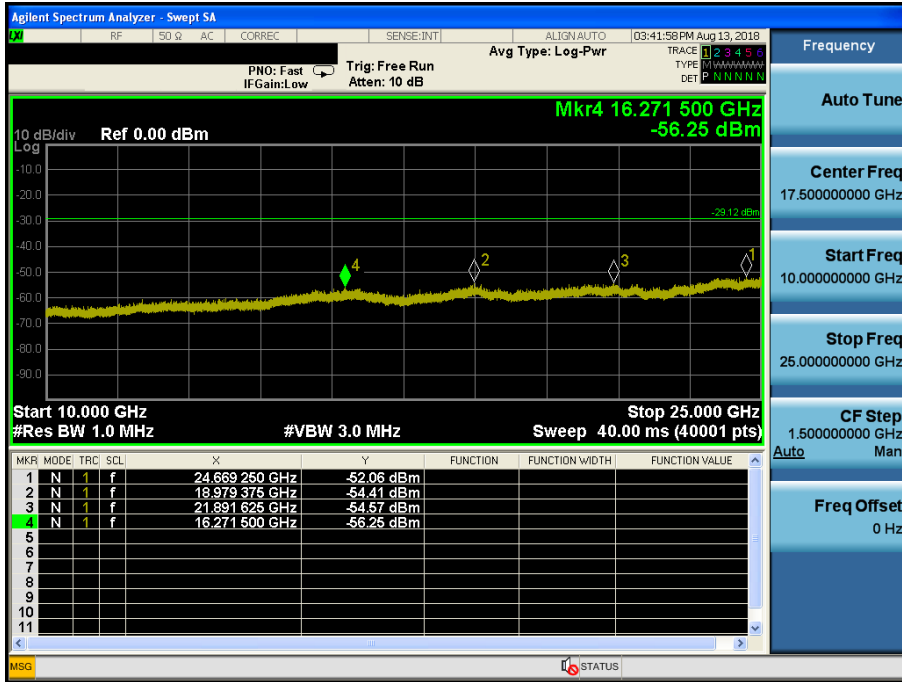 Agilent Spectrum Analyzer - Swept SA
LXI RF 50 Ω AC CORREC SENSE:INT ALIGNAUTO 03:41:58PM Aug 13, 2018
Frequency
Avg Type: Log-Pwr
TRACE 1 2 3 4 5 6
TYPE MWWWWW
DET P N N N N N
PNO: Fast
IFGain:Low
Trig: Free Run
Atten: 10 dB
Auto Tune
Mkr4 16.271 500 GHz
-56.25 dBm
10 dB/div Ref 0.00 dBm
Log
-10.0
-20.0
-30.0
-40.0
-50.0
-60.0
-70.0
-80.0
-90.0
-29.12 dBm
4
2
3
1
Center Freq
17.500000000 GHz
Start Freq
10.000000000 GHz
Stop Freq
25.000000000 GHz
Start 10.000 GHz Stop 25.000 GHz
#Res BW 1.0 MHz #VBW 3.0 MHz Sweep 40.00 ms (40001 pts)
CF Step
1.500000000 GHz
Auto Man
MKR MODE TRC SCL X Y FUNCTION FUNCTION WIDTH FUNCTION VALUE
1 N 1 f 24.669 250 GHz -52.06 dBm
2 N 1 f 18.979 375 GHz -54.41 dBm
3 N 1 f 21.891 625 GHz -54.57 dBm
4 N 1 f 16.271 500 GHz -56.25 dBm
5
6
7
8
9
10
11
Freq Offset
0 Hz
MSG STATUS